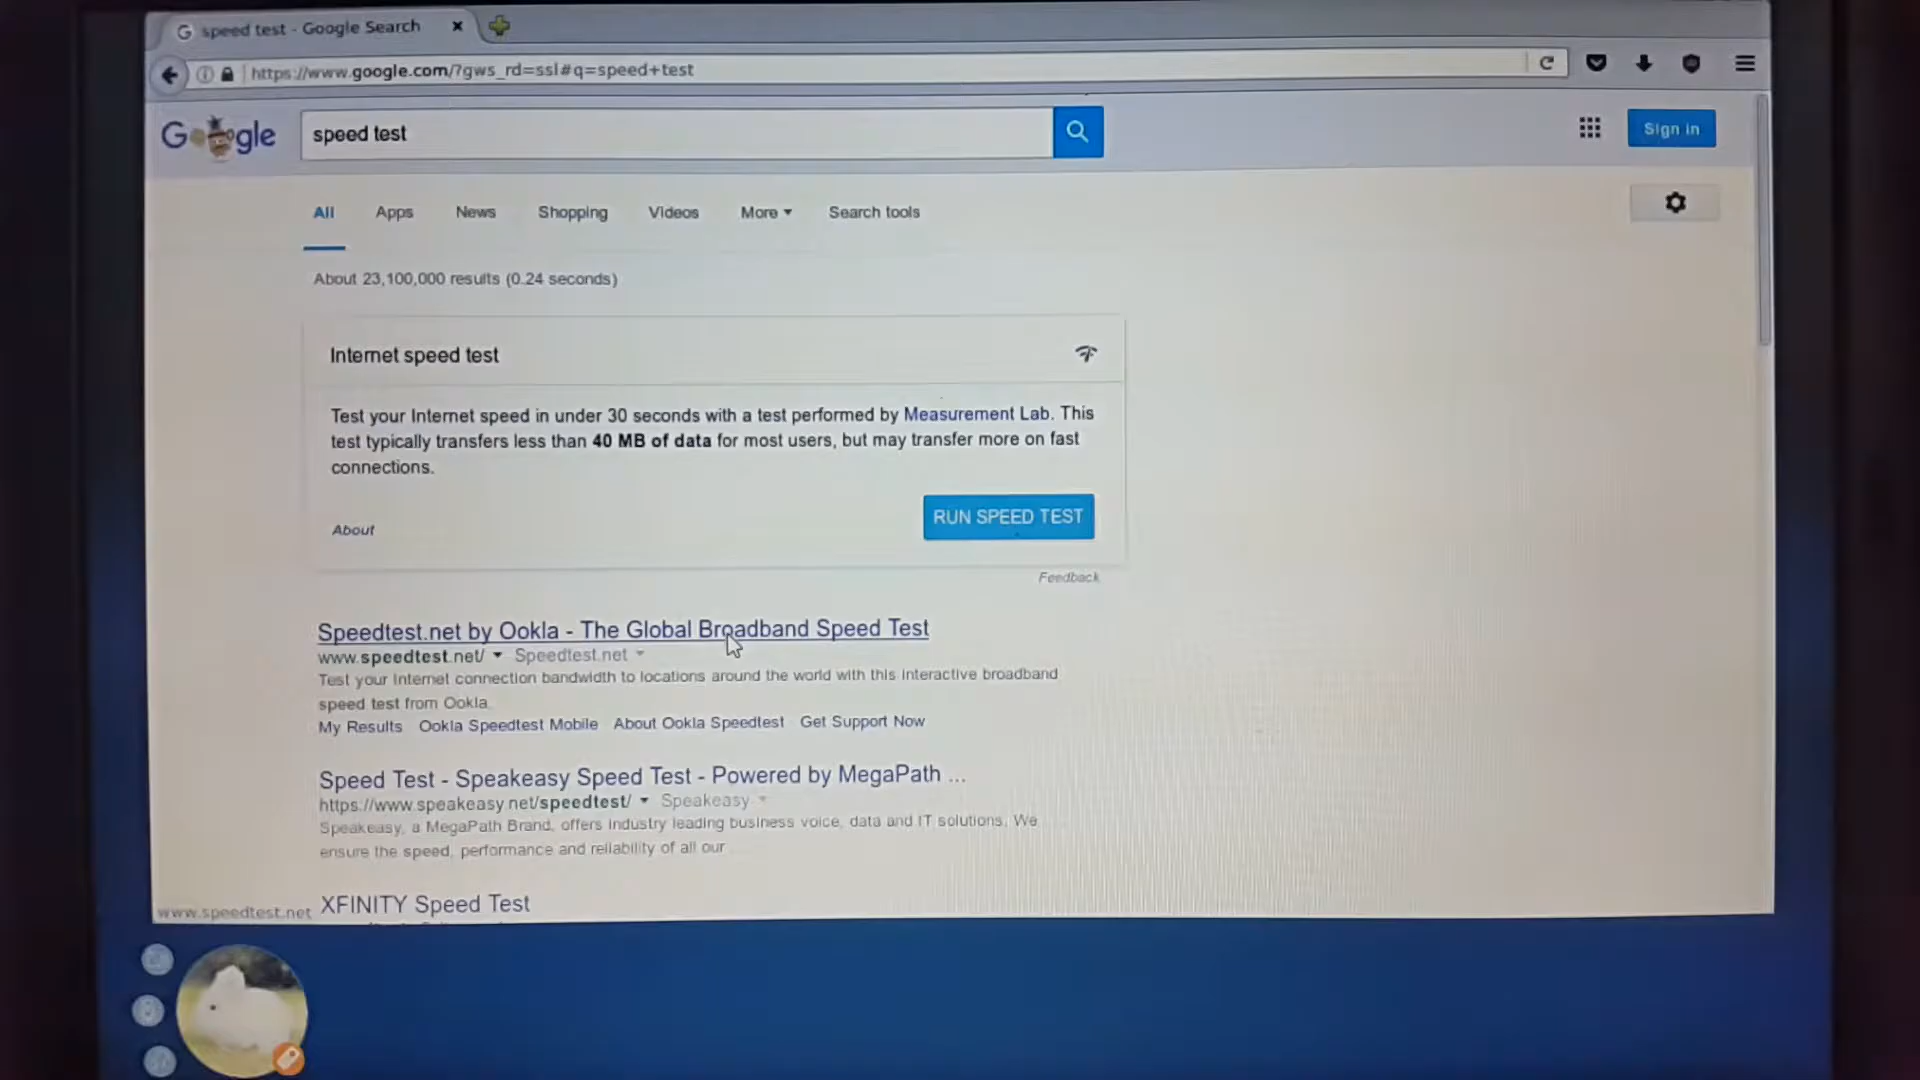 speed test - Google Search
https://www.google.com/?gws_rd=ssl#q=speed+test
Google
speed test
Sign in
All Apps News Shopping Videos More Search tools
About 23,100,000 results (0.24 seconds)
Internet speed test
Test your Internet speed in under 30 seconds with a test performed by Measurement Lab. This
test typically transfers less than 40 MB of data for most users, but may transfer more on fast
connections.
About
RUN SPEED TEST
Feedback
Speedtest.net by Ookla - The Global Broadband Speed Test
www.speedtest.net/ Speedtest.net
Test your Internet connection bandwidth to locations around the world with this interactive broadband
speed test from Ookla.
My Results Ookla Speedtest Mobile About Ookla Speedtest Get Support Now
Speed Test - Speakeasy Speed Test - Powered by MegaPath ...
https://www.speakeasy.net/speedtest/ Speakeasy
Speakeasy, a MegaPath Brand, offers industry leading business voice, data and IT solutions. We
ensure the speed, performance and reliability of all our
XFINITY Speed Test
www.speedtest.net